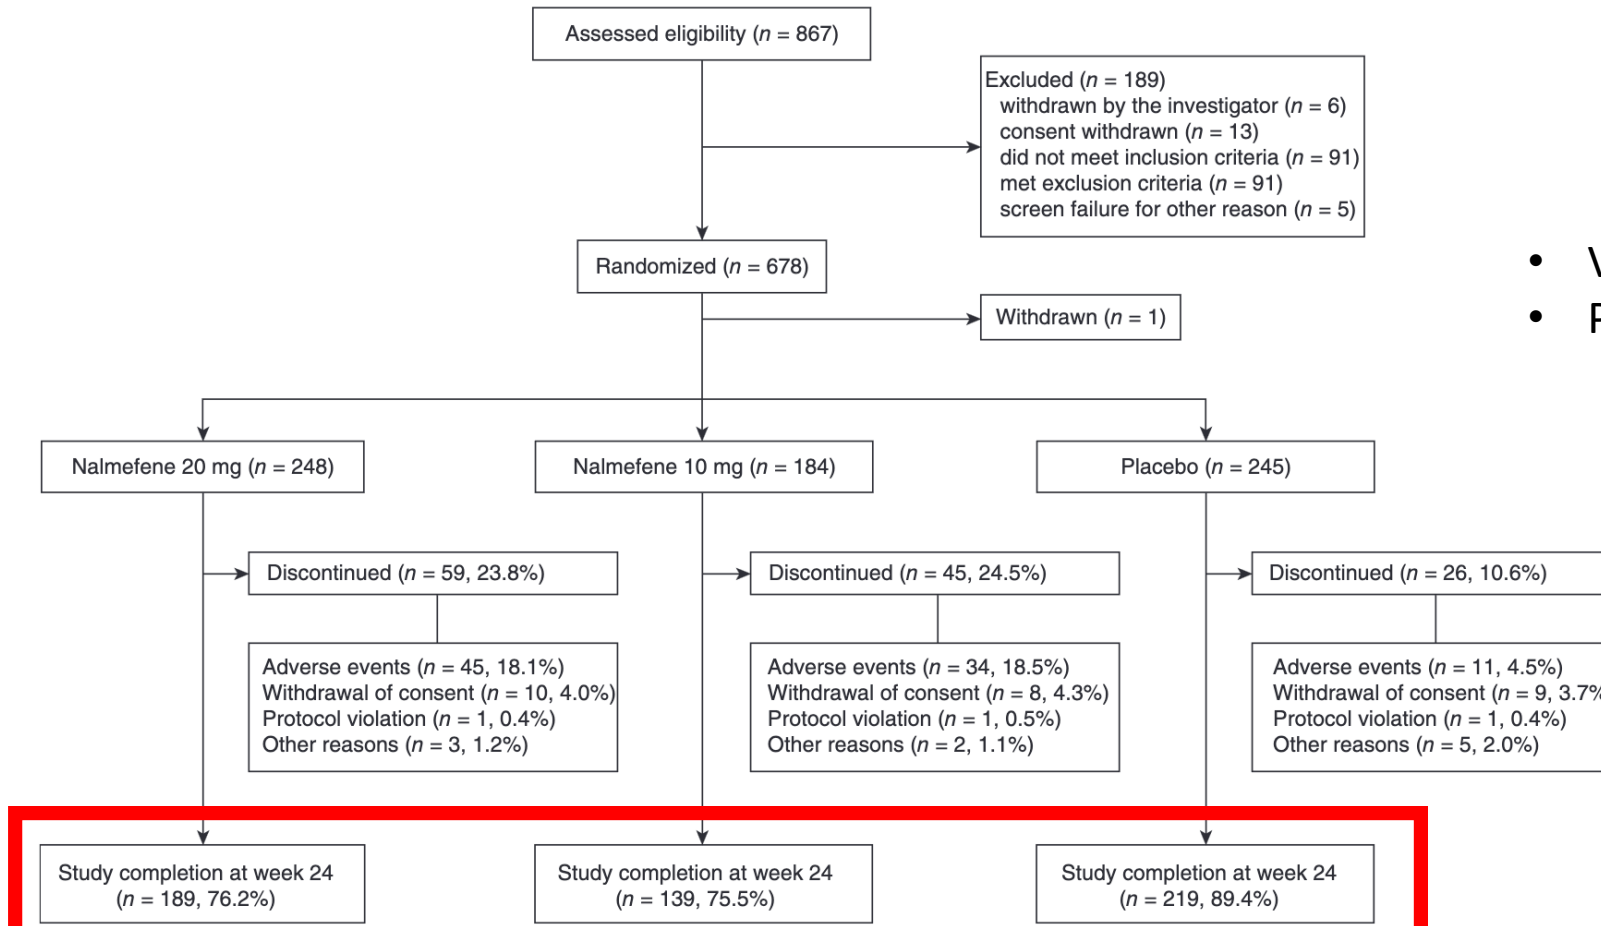 Assessed eligibility (n = 867)
Excluded (n = 189)
withdrawn by the investigator (n = 6)
consent withdrawn (n = 13)
did not meet inclusion criteria (n = 91)
met exclusion criteria (n = 91)
screen failure for other reason (n = 5)
Randomized (n = 678)
Withdrawn (n = 1)
Nalmefene 20 mg (n = 248)
Nalmefene 10 mg (n = 184)
Placebo (n = 245)
Discontinued (n = 59, 23.8%)
Discontinued (n = 45, 24.5%)
Discontinued (n = 26, 10.6%)
Adverse events (n = 45, 18.1%)
Withdrawal of consent (n = 10, 4.0%)
Protocol violation (n = 1, 0.4%)
Other reasons (n = 3, 1.2%)
Adverse events (n = 34, 18.5%)
Withdrawal of consent (n = 8, 4.3%)
Protocol violation (n = 1, 0.5%)
Other reasons (n = 2, 1.1%)
Adverse events (n = 11, 4.5%)
Withdrawal of consent (n = 9, 3.7%
Protocol violation (n = 1, 0.4%)
Other reasons (n = 5, 2.0%)
Study completion at week 24
(n = 189, 76.2%)
Study completion at week 24
(n = 139, 75.5%)
Study completion at week 24
(n = 219, 89.4%)